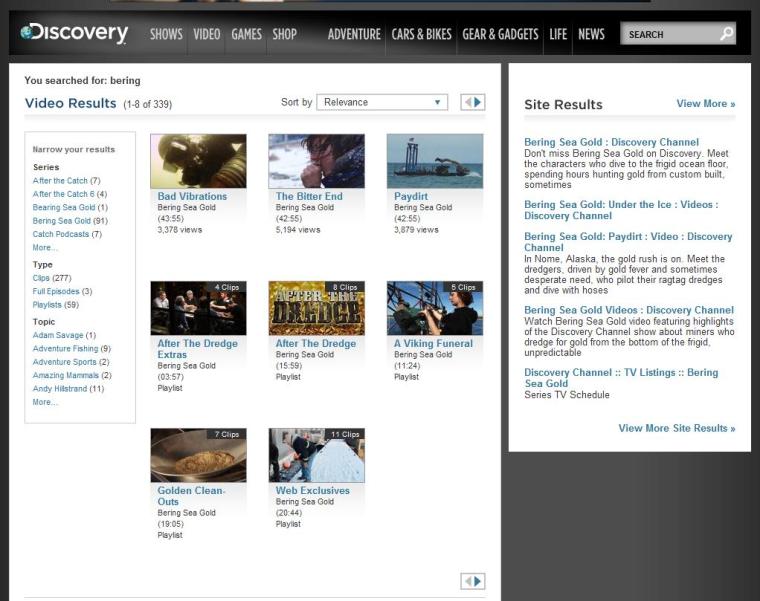 Discovery
SHOWS VIDEO GAMES SHOP ADVENTURE CARS & BIKES GEAR & GADGETS LIFE NEWS SEARCH
You searched for: bering
Video Results (1-8 of 339)
Sort by Relevance
Narrow your results
Series
After the Catch (7)
After the Catch 6 (4)
Bearing Sea Gold (1)
Bering Sea Gold (91)
Catch Podcasts (7)
More...
Type
Clips (277)
Full Episodes (3)
Playlists (59)
Topic
Adam Savage (1)
Adventure Fishing (9)
Adventure Sports (2)
Amazing Mammals (2)
Andy Hillstrand (11)
More...
Bad Vibrations
Bering Sea Gold
(43:55)
3,378 views
The Bitter End
Bering Sea Gold
(42:55)
5,194 views
Paydirt
Bering Sea Gold
(42:55)
3,879 views
4 Clips
After The Dredge
Extras
Bering Sea Gold
(03:57)
Playlist
8 Clips
AFTER THE
DREDGE
After The Dredge
Bering Sea Gold
(15:59)
Playlist
5 Clips
A Viking Funeral
Bering Sea Gold
(11:24)
Playlist
7 Clips
Golden Clean-
Outs
Bering Sea Gold
(19:05)
Playlist
11 Clips
Web Exclusives
Bering Sea Gold
(20:44)
Playlist
Site Results View More »
Bering Sea Gold : Discovery Channel
Don't miss Bering Sea Gold on Discovery. Meet
the characters who dive to the frigid ocean floor,
spending hours hunting gold from custom built,
sometimes
Bering Sea Gold: Under the Ice : Videos :
Discovery Channel
Bering Sea Gold: Paydirt : Video : Discovery
Channel
In Nome, Alaska, the gold rush is on. Meet the
dredgers, driven by gold fever and sometimes
desperate need, who pilot their ragtag dredges
and dive with hoses
Bering Sea Gold Videos : Discovery Channel
Watch Bering Sea Gold video featuring highlights
of the Discovery Channel show about miners who
dredge for gold from the bottom of the frigid,
unpredictable
Discovery Channel :: TV Listings :: Bering
Sea Gold
Series TV Schedule
View More Site Results »